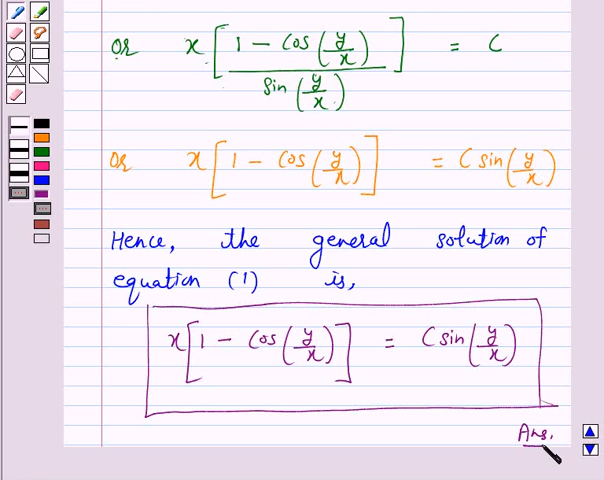 Or x[(1 - Cos(y/x))/Sin(y/x)] = C
Or x[1 - Cos(y/x)] = C sin(y/x)
Hence, the general solution of
equation (1) is,
x[1 - Cos(y/x)] = C sin(y/x)
Ans.